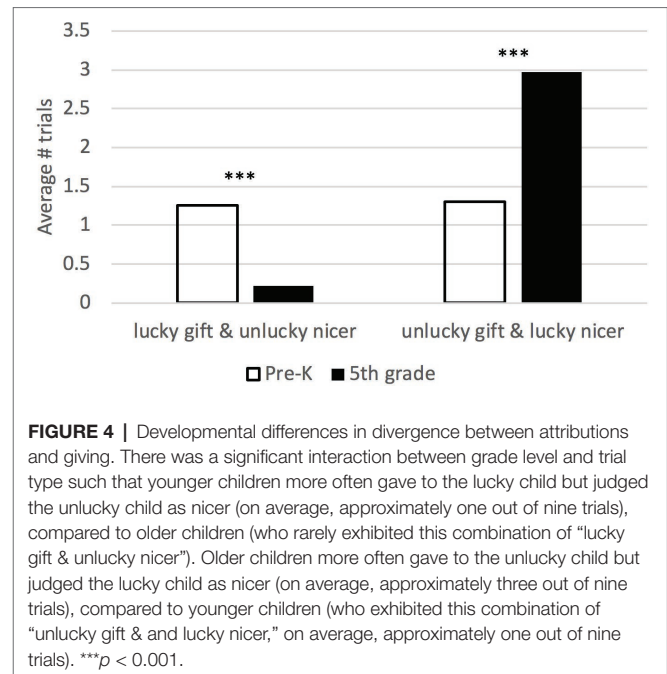 3.5
3
2.5
2
1.5
1
0.5
0
Average # trials
***
***
lucky gift & unlucky nicer
unlucky gift & lucky nicer
Pre-K
5th grade
FIGURE 4 | Developmental differences in divergence between attributions
and giving. There was a significant interaction between grade level and trial
type such that younger children more often gave to the lucky child but judged
the unlucky child as nicer (on average, approximately one out of nine trials),
compared to older children (who rarely exhibited this combination of “lucky
gift & unlucky nicer”). Older children more often gave to the unlucky child but
judged the lucky child as nicer (on average, approximately three out of nine
trials), compared to younger children (who exhibited this combination of
“unlucky gift & and lucky nicer,” on average, approximately one out of nine
trials). ***p < 0.001.